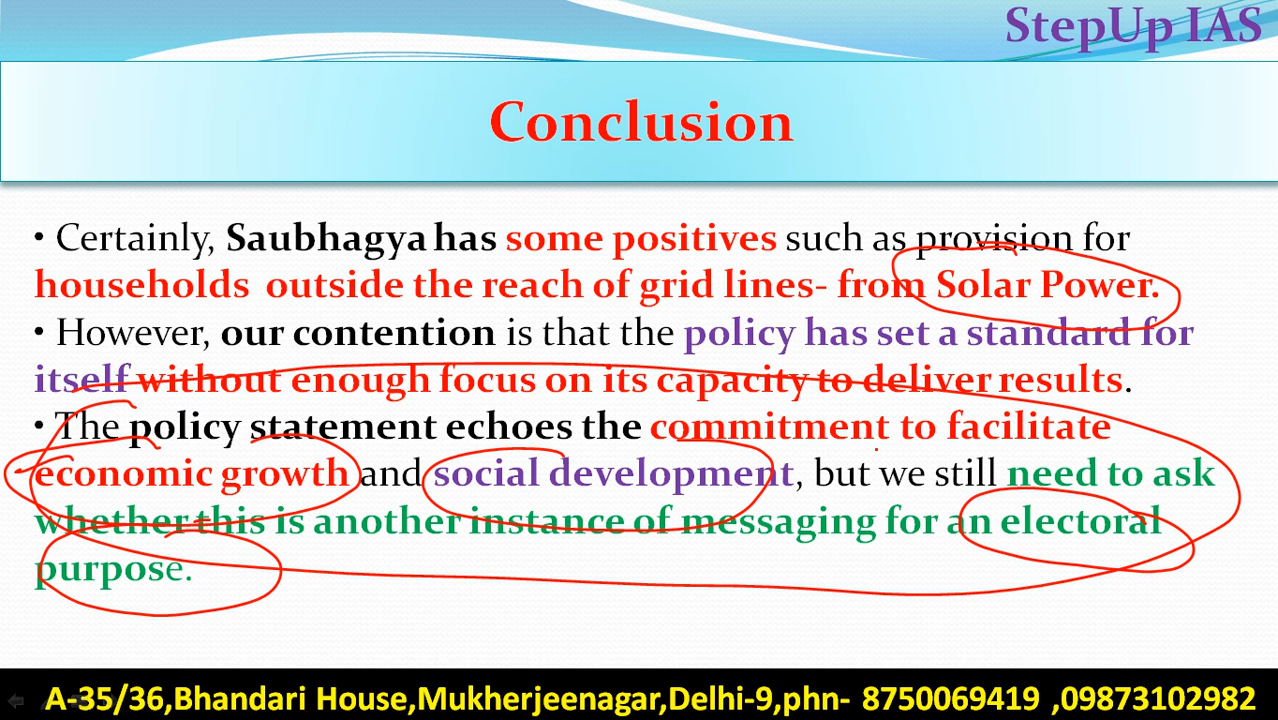 StepUp IAS
Conclusion
• Certainly, Saubhagya has some positives such as provision for
households outside the reach of grid lines- from Solar Power.
• However, our contention is that the policy has set a standard for
itself without enough focus on its capacity to deliver results.
• The policy statement echoes the commitment to facilitate
economic growth and social development, but we still need to ask
whether this is another instance of messaging for an electoral
purpose.
A-35/36,Bhandari House,Mukherjeenagar,Delhi-9,phn- 8750069419 ,09873102982